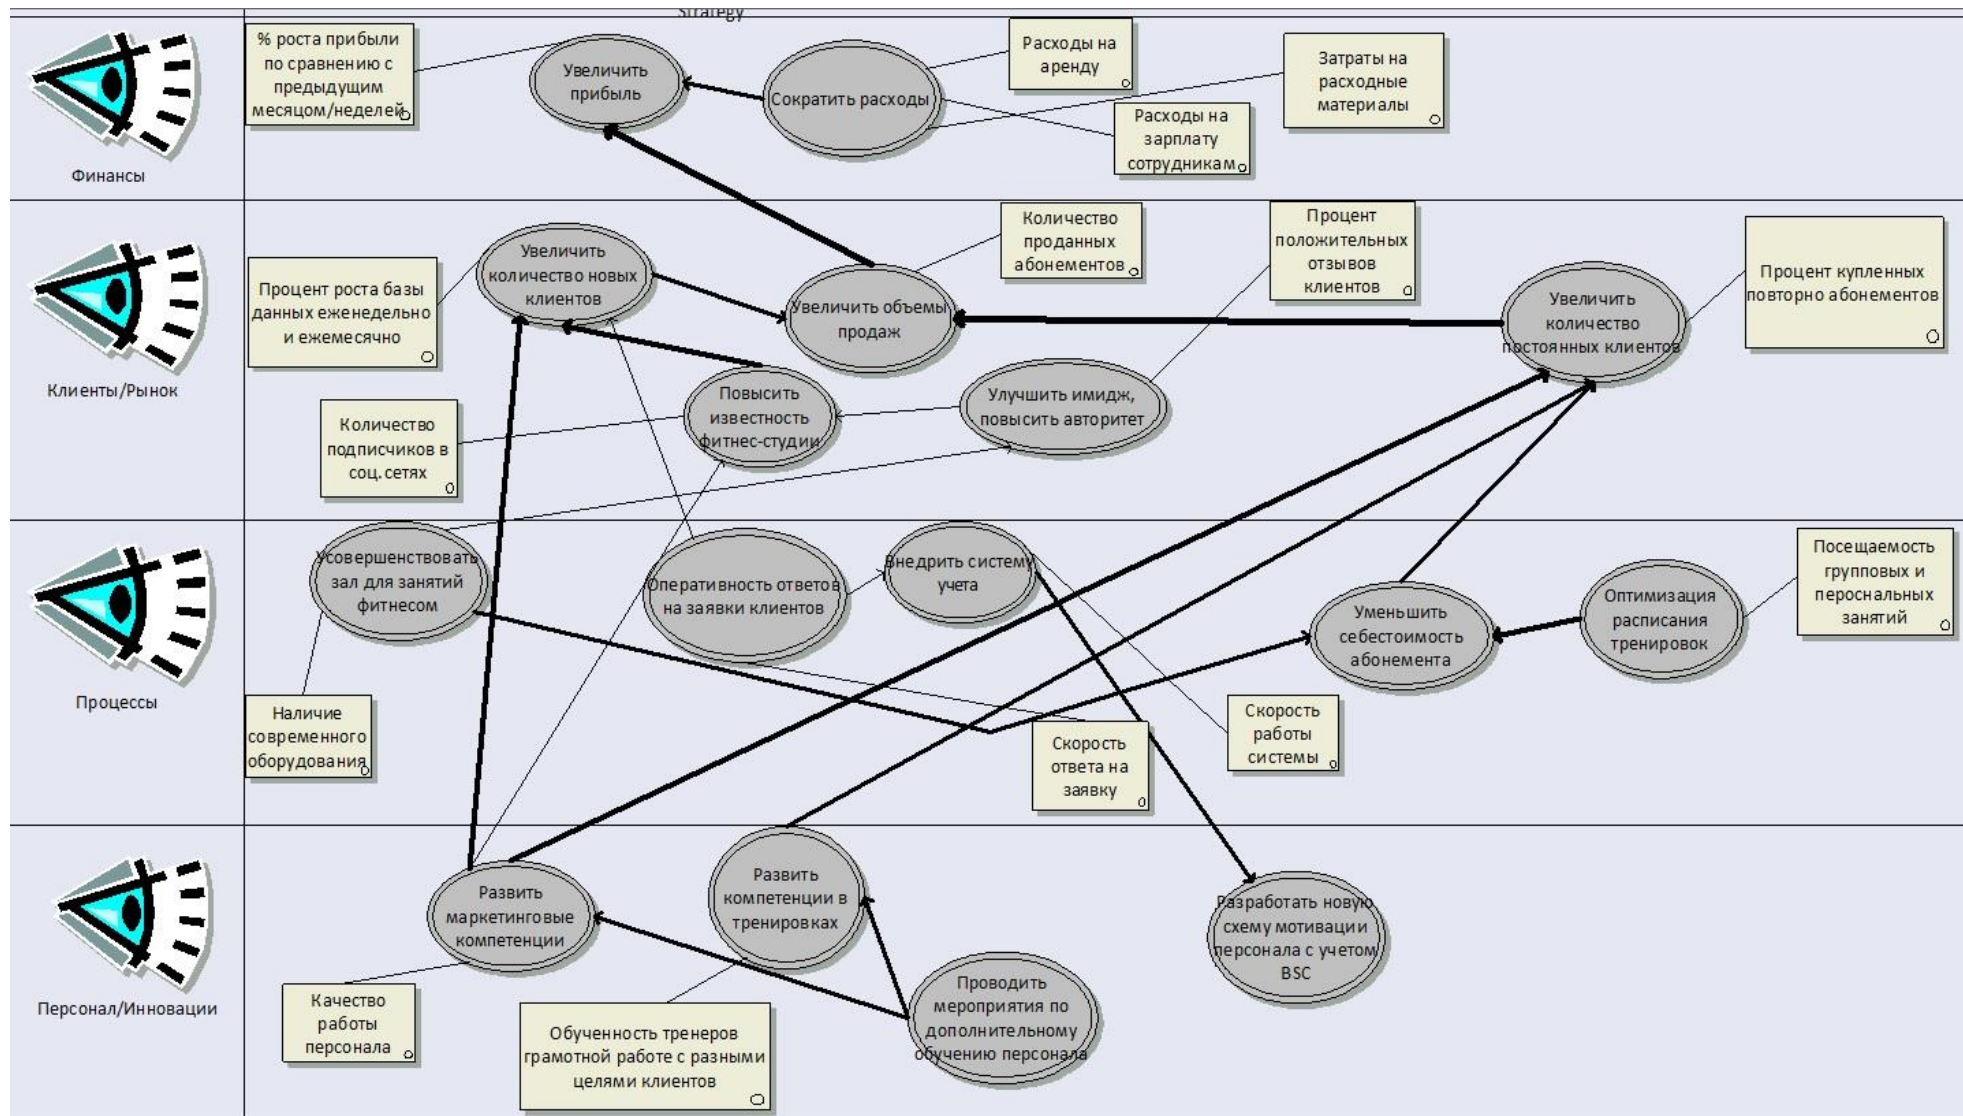 Strategy
% роста прибыли
по сравнению с
предыдущим
месяцом/неделей
Увеличить
прибыль
Сократить расходы
Расходы на
аренду
Затраты на
расходные
материалы
Расходы на
зарплату
сотрудникам
Финансы
Процент роста базы
данных еженедельно
и ежемесячно
Увеличить
количество новых
клиентов
Увеличить объемы
продаж
Количество
проданных
абонементов
Процент
положительных
отзывов
клиентов
Увеличить
количество
постоянных клиентов
Процент купленных
повторно абонементов
Клиенты/Рынок
Количество
подписчиков в
соц. сетях
Повысить
известность
фитнес-студии
Улучшить имидж,
повысить авторитет
Усовершенствовать
зал для занятий
фитнесом
Оперативность ответов
на заявки клиентов
Внедрить систему
учета
Уменьшить
себестоимость
абонемента
Оптимизация
расписания
тренировок
Посещаемость
групповых и
пероснальных
занятий
Процессы
Наличие
современного
оборудования
Скорость
ответа на
заявку
Скорость
работы
системы
Развить
маркетинговые
компетенции
Развить
компетенции в
тренировках
Разработать новую
схему мотивации
персонала с учетом
BSC
Персонал/Инновации
Качество
работы
персонала
Обученность тренеров
грамотной работе с разными
целями клиентов
Проводить
мероприятия по
дополнительному
обучению персонала